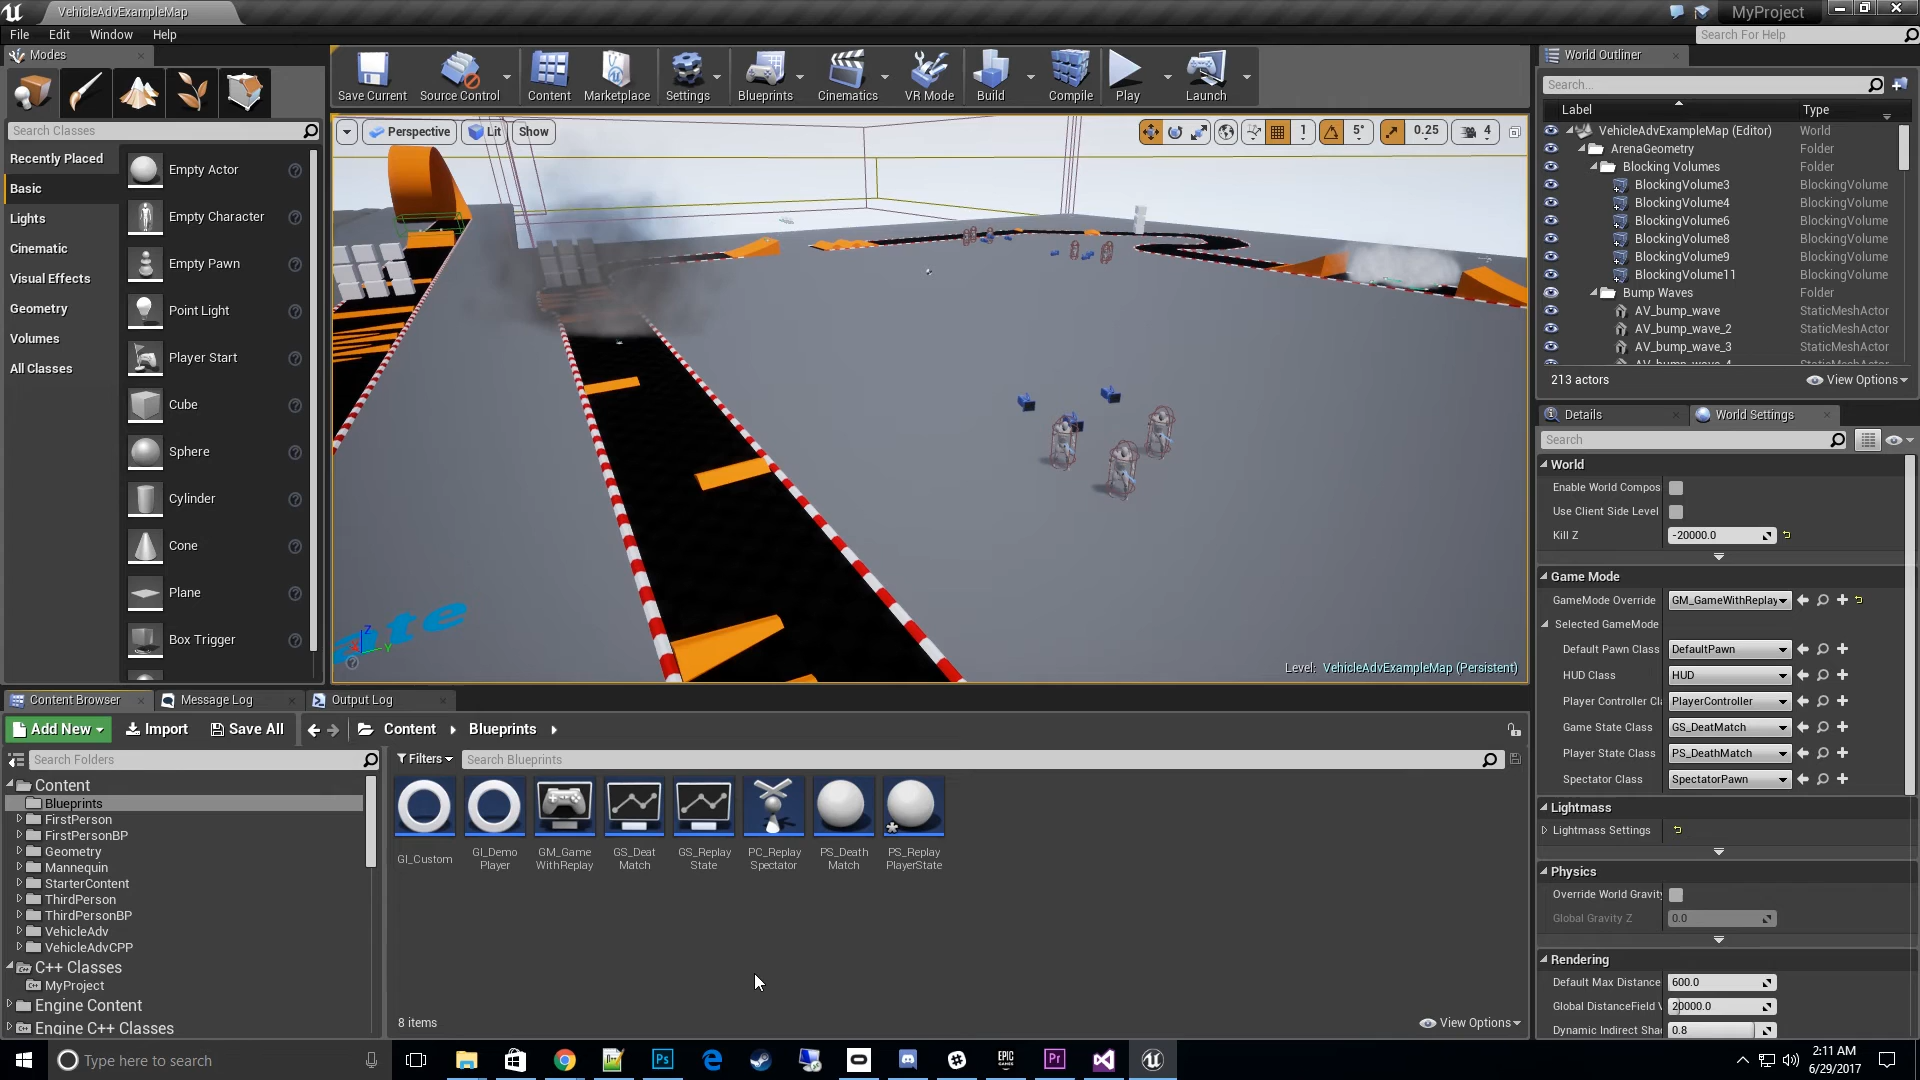 VehicleAdvExampleMap
MyProject
File Edit Window Help
Search For Help
Modes
Search Classes
Recently Placed
Basic
Lights
Cinematic
Visual Effects
Geometry
Volumes
All Classes
Empty Actor
Empty Character
Empty Pawn
Point Light
Player Start
Cube
Sphere
Cylinder
Cone
Plane
Box Trigger
Save Current
Source Control
Content
Marketplace
Settings
Blueprints
Cinematics
VR Mode
Build
Compile
Play
Launch
Perspective
Lit
Show
1
5°
0.25
4
ate
Z
Y
Level: VehicleAdvExampleMap (Persistent)
World Outliner
Search...
Label Type
VehicleAdvExampleMap (Editor) World
ArenaGeometry Folder
Blocking Volumes Folder
BlockingVolume3 BlockingVolume
BlockingVolume4 BlockingVolume
BlockingVolume6 BlockingVolume
BlockingVolume8 BlockingVolume
BlockingVolume9 BlockingVolume
BlockingVolume11 BlockingVolume
Bump Waves Folder
AV_bump_wave StaticMeshActor
AV_bump_wave_2 StaticMeshActor
AV_bump_wave_3 StaticMeshActor
AV_bump_wave_4 StaticMeshActor
213 actors
View Options
Details
World Settings
Search
World
Enable World Compos
Use Client Side Level
Kill Z -20000.0
Game Mode
GameMode Override GM_GameWithReplay
Selected GameMode
Default Pawn Class DefaultPawn
HUD Class HUD
Player Controller Cl PlayerController
Game State Class GS_DeatMatch
Player State Class PS_DeathMatch
Spectator Class SpectatorPawn
Lightmass
Lightmass Settings
Physics
Override World Gravity
Global Gravity Z 0.0
Rendering
Default Max Distance 600.0
Global DistanceField V 20000.0
Dynamic Indirect Sha 0.8
Content Browser
Message Log
Output Log
Add New
Import
Save All
Content
Blueprints
Search Folders
Filters
Search Blueprints
Content
Blueprints
FirstPerson
FirstPersonBP
Geometry
Mannequin
StarterContent
ThirdPerson
ThirdPersonBP
VehicleAdv
VehicleAdvCPP
C++ Classes
MyProject
Engine Content
Engine C++ Classes
GI_Custom
GI_Demo
Player
GM_Game
WithReplay
GS_Deat
Match
GS_Replay
State
PC_Replay
Spectator
PS_Death
Match
PS_Replay
PlayerState
8 items
View Options
Type here to search
Ps
EPIC
GAMES
Pr
2:11 AM
6/29/2017